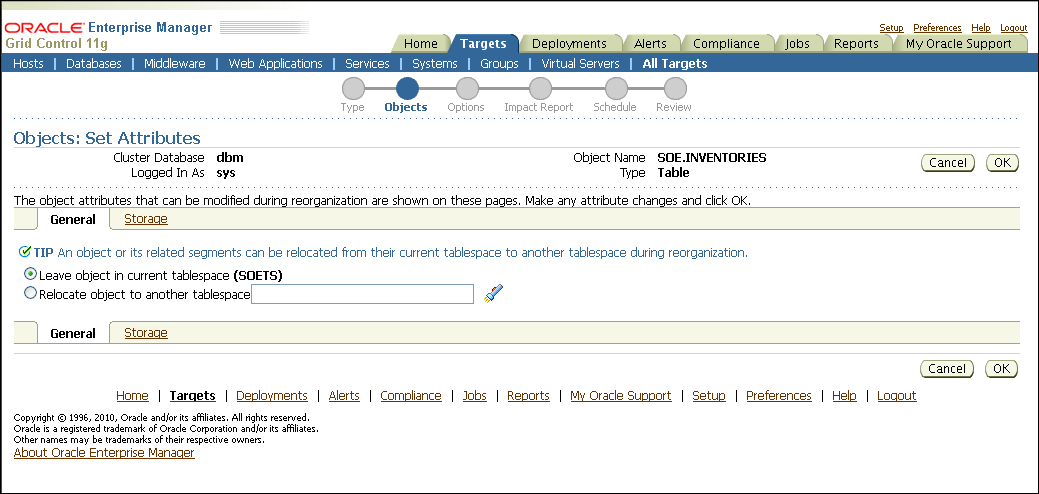 ORACLE Enterprise Manager
Grid Control 11g
Setup Preferences Help Logout
Home Targets Deployments Alerts Compliance Jobs Reports My Oracle Support
Hosts | Databases | Middleware | Web Applications | Services | Systems | Groups | Virtual Servers | All Targets
Type Objects Options Impact Report Schedule Review
Objects: Set Attributes
Cluster Database dbm Object Name SOE.INVENTORIES
Logged In As sys Type Table
Cancel OK
The object attributes that can be modified during reorganization are shown on these pages. Make any attribute changes and click OK.
General Storage
TIP An object or its related segments can be relocated from their current tablespace to another tablespace during reorganization.
Leave object in current tablespace (SOETS)
Relocate object to another tablespace
General Storage
Cancel OK
Home | Targets | Deployments | Alerts | Compliance | Jobs | Reports | My Oracle Support | Setup | Preferences | Help | Logout
Copyright © 1996, 2010, Oracle and/or its affiliates. All rights reserved.
Oracle is a registered trademark of Oracle Corporation and/or its affiliates.
Other names may be trademarks of their respective owners.
About Oracle Enterprise Manager